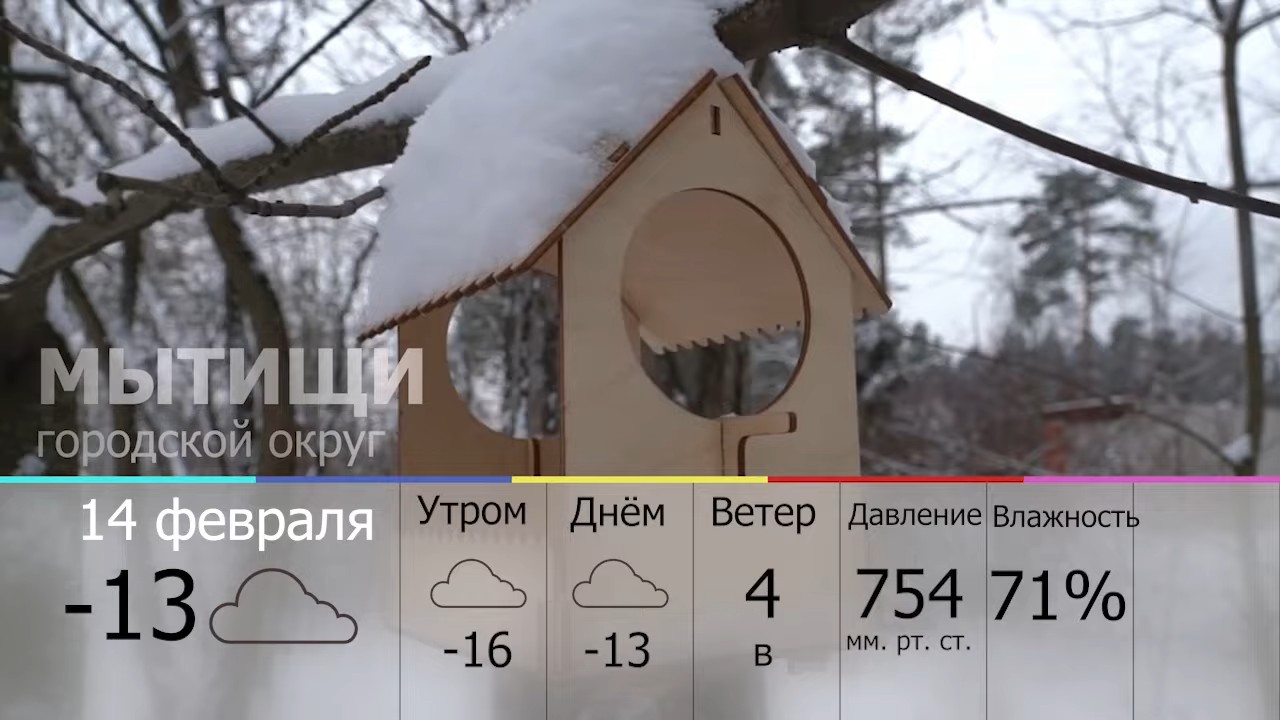 МЫТИЩИ
городской округ
14 февраля
-13
Утром
-16
Днём
-13
Ветер
4
в
Давление
754
мм. рт. ст.
Влажность
71%